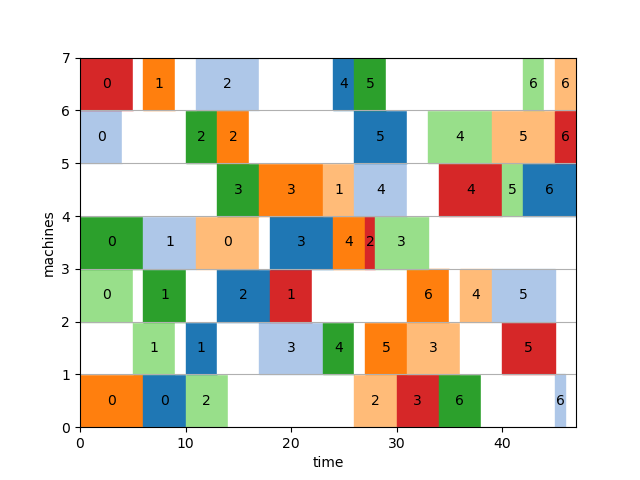 7
0 1 2 4 5 6 6
6
0 2 2 5 4 5 6
5
3 3 1 4 4 5 6
4
0 1 0 3 4 2 3
3
0 1 2 1 6 4 5
2
1 1 3 4 5 3 5
1
0 0 2 2 3 6 6
0
0 10 20 30 40
time
machines